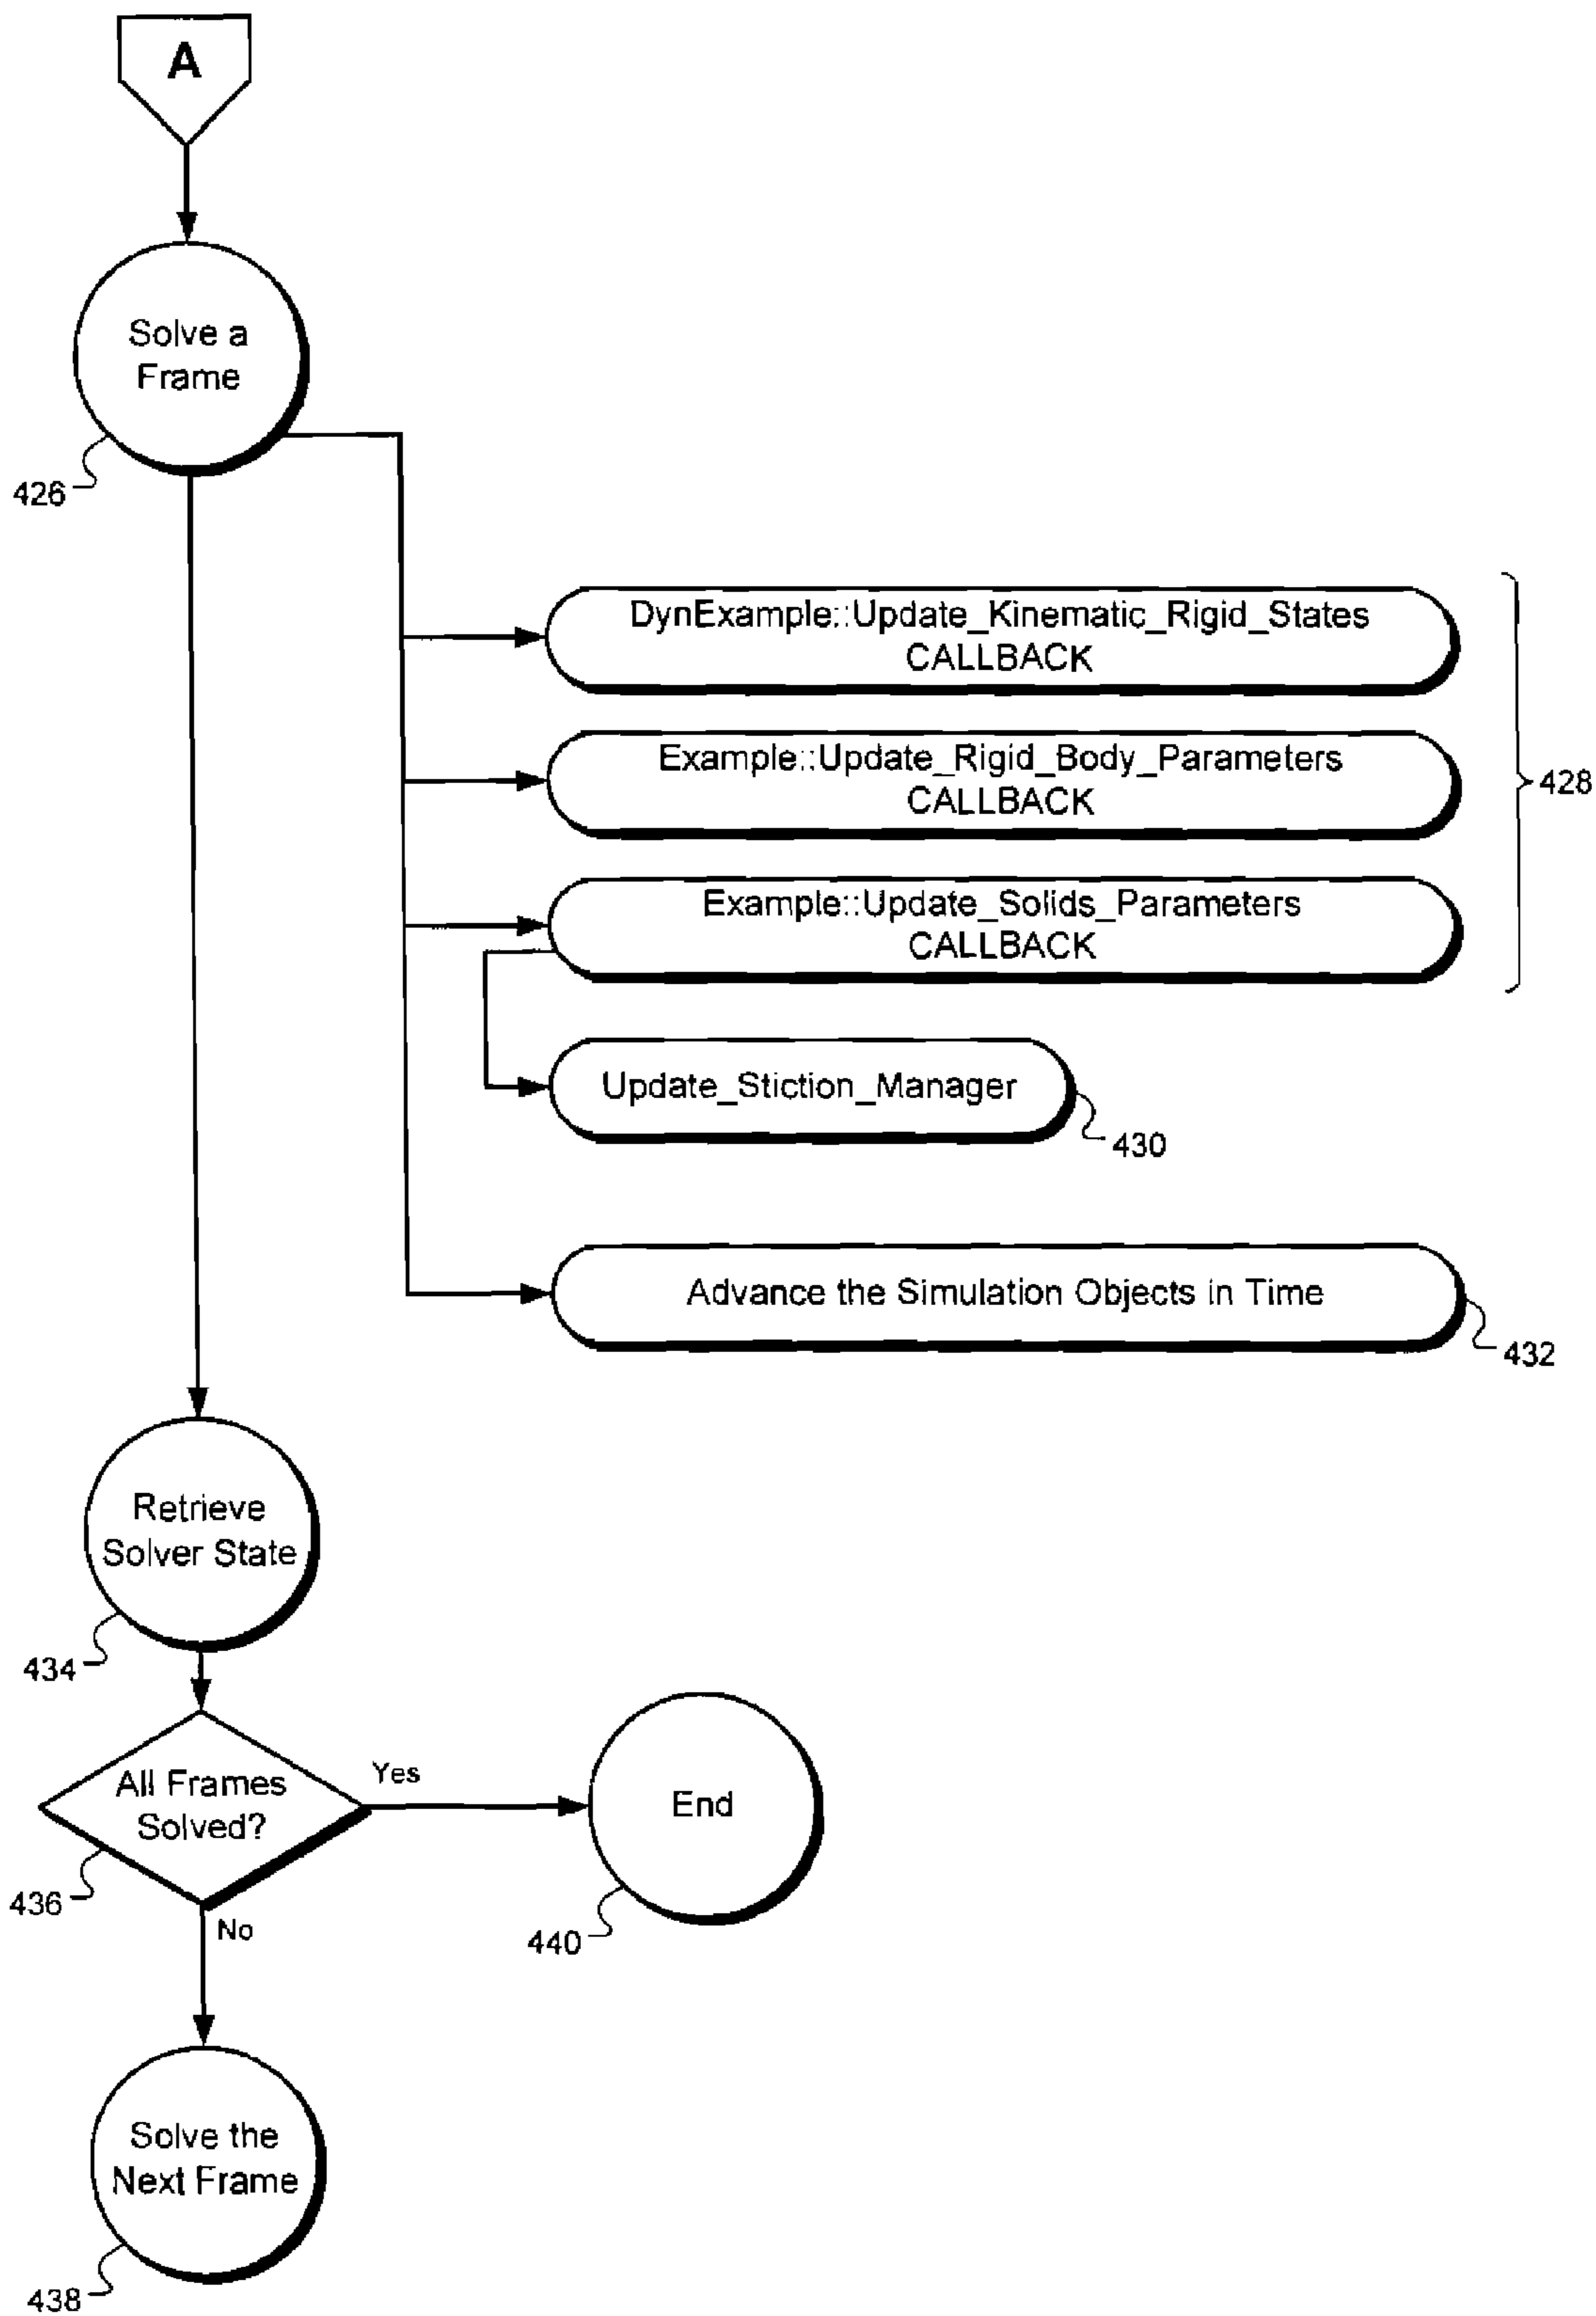 A
Solve a
Frame
426
DynExample::Update_Kinematic_Rigid_States
CALLBACK
Example::Update_Rigid_Body_Parameters
CALLBACK
428
Example::Update_Solids_Parameters
CALLBACK
Update_Stiction_Manager
430
Advance the Simulation Objects in Time
432
Retrieve
Solver State
434
All Frames
Solved?
Yes
End
436
No
440
Solve the
Next Frame
438